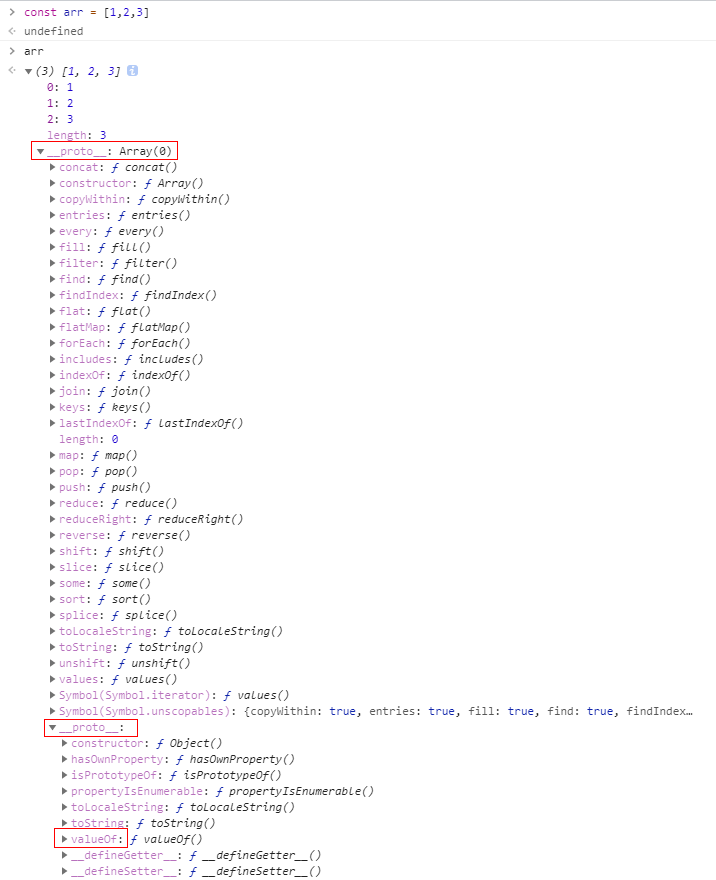 > const arr = [1,2,3]
<· undefined
> arr
<· ▼(3) [1, 2, 3] i
0: 1
1: 2
2: 3
length: 3
▼__proto__: Array(0)
▶concat: ƒ concat()
▶constructor: ƒ Array()
▶copyWithin: ƒ copyWithin()
▶entries: ƒ entries()
▶every: ƒ every()
▶fill: ƒ fill()
▶filter: ƒ filter()
▶find: ƒ find()
▶findIndex: ƒ findIndex()
▶flat: ƒ flat()
▶flatMap: ƒ flatMap()
▶forEach: ƒ forEach()
▶includes: ƒ includes()
▶indexOf: ƒ indexOf()
▶join: ƒ join()
▶keys: ƒ keys()
▶lastIndexOf: ƒ lastIndexOf()
length: 0
▶map: ƒ map()
▶pop: ƒ pop()
▶push: ƒ push()
▶reduce: ƒ reduce()
▶reduceRight: ƒ reduceRight()
▶reverse: ƒ reverse()
▶shift: ƒ shift()
▶slice: ƒ slice()
▶some: ƒ some()
▶sort: ƒ sort()
▶splice: ƒ splice()
▶toLocaleString: ƒ toLocaleString()
▶toString: ƒ toString()
▶unshift: ƒ unshift()
▶values: ƒ values()
▶Symbol(Symbol.iterator): ƒ values()
▶Symbol(Symbol.unscopables): {copyWithin: true, entries: true, fill: true, find: true, findIndex…
▼__proto__:
▶constructor: ƒ Object()
▶hasOwnProperty: ƒ hasOwnProperty()
▶isPrototypeOf: ƒ isPrototypeOf()
▶propertyIsEnumerable: ƒ propertyIsEnumerable()
▶toLocaleString: ƒ toLocaleString()
▶toString: ƒ toString()
▶valueOf: ƒ valueOf()
▶__defineGetter__: ƒ __defineGetter__()
▶__defineSetter__: ƒ __defineSetter__()